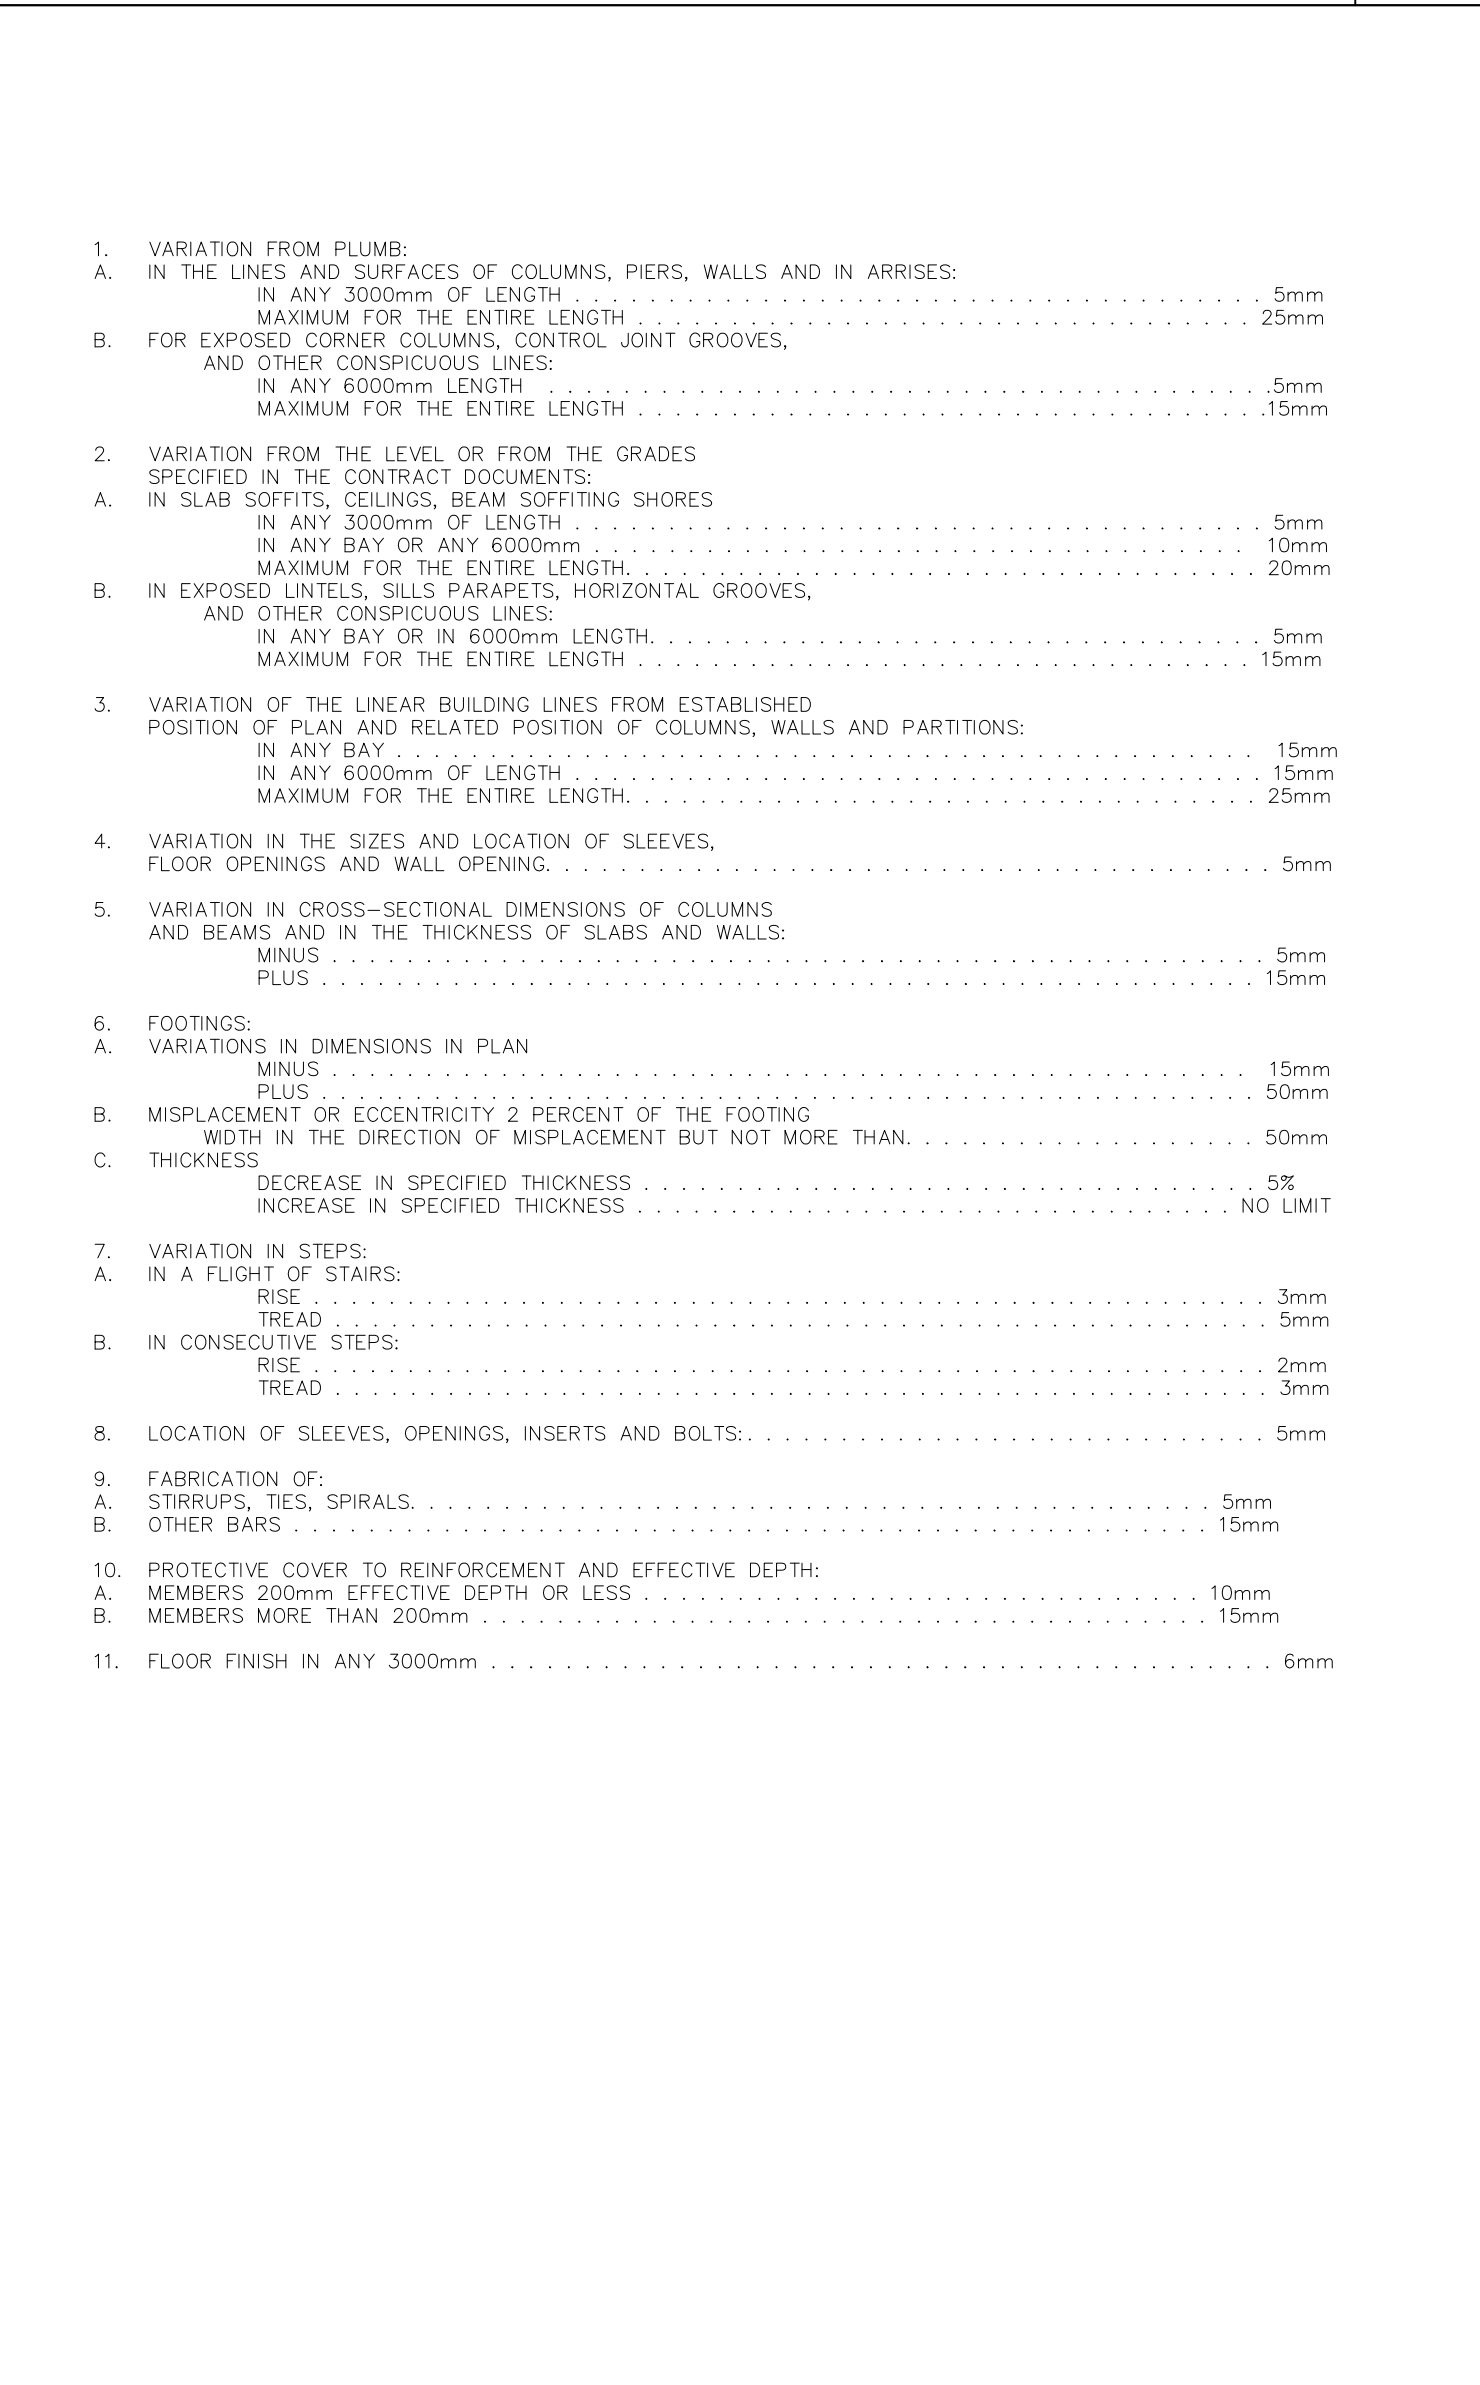 1. VARIATION FROM PLUMB:
A. IN THE LINES AND SURFACES OF COLUMNS, PIERS, WALLS AND IN ARRISES:
IN ANY 3000mm OF LENGTH . . . . . . . . . . . . . . . . . . . . 5mm
MAXIMUM FOR THE ENTIRE LENGTH . . . . . . . . . . . . . . . . . . . . 25mm
B. FOR EXPOSED CORNER COLUMNS, CONTROL JOINT GROOVES,
AND OTHER CONSPICUOUS LINES:
IN ANY 6000mm LENGTH . . . . . . . . . . . . . . . . . . . .5mm
MAXIMUM FOR THE ENTIRE LENGTH . . . . . . . . . . . . . . . . . . . .15mm
2. VARIATION FROM THE LEVEL OR FROM THE GRADES
SPECIFIED IN THE CONTRACT DOCUMENTS:
A. IN SLAB SOFFITS, CEILINGS, BEAM SOFFITING SHORES
IN ANY 3000mm OF LENGTH . . . . . . . . . . . . . . . . . . . . 5mm
IN ANY BAY OR ANY 6000mm . . . . . . . . . . . . . . . . . . . . 10mm
MAXIMUM FOR THE ENTIRE LENGTH. . . . . . . . . . . . . . . . . . . . 20mm
B. IN EXPOSED LINTELS, SILLS PARAPETS, HORIZONTAL GROOVES,
AND OTHER CONSPICUOUS LINES:
IN ANY BAY OR IN 6000mm LENGTH. . . . . . . . . . . . . . . . . . . . 5mm
MAXIMUM FOR THE ENTIRE LENGTH . . . . . . . . . . . . . . . . . . . . 15mm
3. VARIATION OF THE LINEAR BUILDING LINES FROM ESTABLISHED
POSITION OF PLAN AND RELATED POSITION OF COLUMNS, WALLS AND PARTITIONS:
IN ANY BAY . . . . . . . . . . . . . . . . . . . . 15mm
IN ANY 6000mm OF LENGTH . . . . . . . . . . . . . . . . . . . . 15mm
MAXIMUM FOR THE ENTIRE LENGTH. . . . . . . . . . . . . . . . . . . . 25mm
4. VARIATION IN THE SIZES AND LOCATION OF SLEEVES,
FLOOR OPENINGS AND WALL OPENING. . . . . . . . . . . . . . . . . . . . 5mm
5. VARIATION IN CROSS-SECTIONAL DIMENSIONS OF COLUMNS
AND BEAMS AND IN THE THICKNESS OF SLABS AND WALLS:
MINUS . . . . . . . . . . . . . . . . . . . . 5mm
PLUS . . . . . . . . . . . . . . . . . . . . 15mm
6. FOOTINGS:
A. VARIATIONS IN DIMENSIONS IN PLAN
MINUS . . . . . . . . . . . . . . . . . . . . 15mm
PLUS . . . . . . . . . . . . . . . . . . . . 50mm
B. MISPLACEMENT OR ECCENTRICITY 2 PERCENT OF THE FOOTING
WIDTH IN THE DIRECTION OF MISPLACEMENT BUT NOT MORE THAN. . . . . . . . . . . . . . . . . . . 50mm
C. THICKNESS
DECREASE IN SPECIFIED THICKNESS . . . . . . . . . . . . . . . . . . . . 5%
INCREASE IN SPECIFIED THICKNESS . . . . . . . . . . . . . . . . . . . . NO LIMIT
7. VARIATION IN STEPS:
A. IN A FLIGHT OF STAIRS:
RISE . . . . . . . . . . . . . . . . . . . . 3mm
TREAD . . . . . . . . . . . . . . . . . . . . 5mm
B. IN CONSECUTIVE STEPS:
RISE . . . . . . . . . . . . . . . . . . . . 2mm
TREAD . . . . . . . . . . . . . . . . . . . . 3mm
8. LOCATION OF SLEEVES, OPENINGS, INSERTS AND BOLTS:. . . . . . . . . . . . . . . . . . . . 5mm
9. FABRICATION OF:
A. STIRRUPS, TIES, SPIRALS. . . . . . . . . . . . . . . . . . . . 5mm
B. OTHER BARS . . . . . . . . . . . . . . . . . . . . 15mm
10. PROTECTIVE COVER TO REINFORCEMENT AND EFFECTIVE DEPTH:
A. MEMBERS 200mm EFFECTIVE DEPTH OR LESS . . . . . . . . . . . . . . . . . . . . 10mm
B. MEMBERS MORE THAN 200mm . . . . . . . . . . . . . . . . . . . . 15mm
11. FLOOR FINISH IN ANY 3000mm . . . . . . . . . . . . . . . . . . . . 6mm